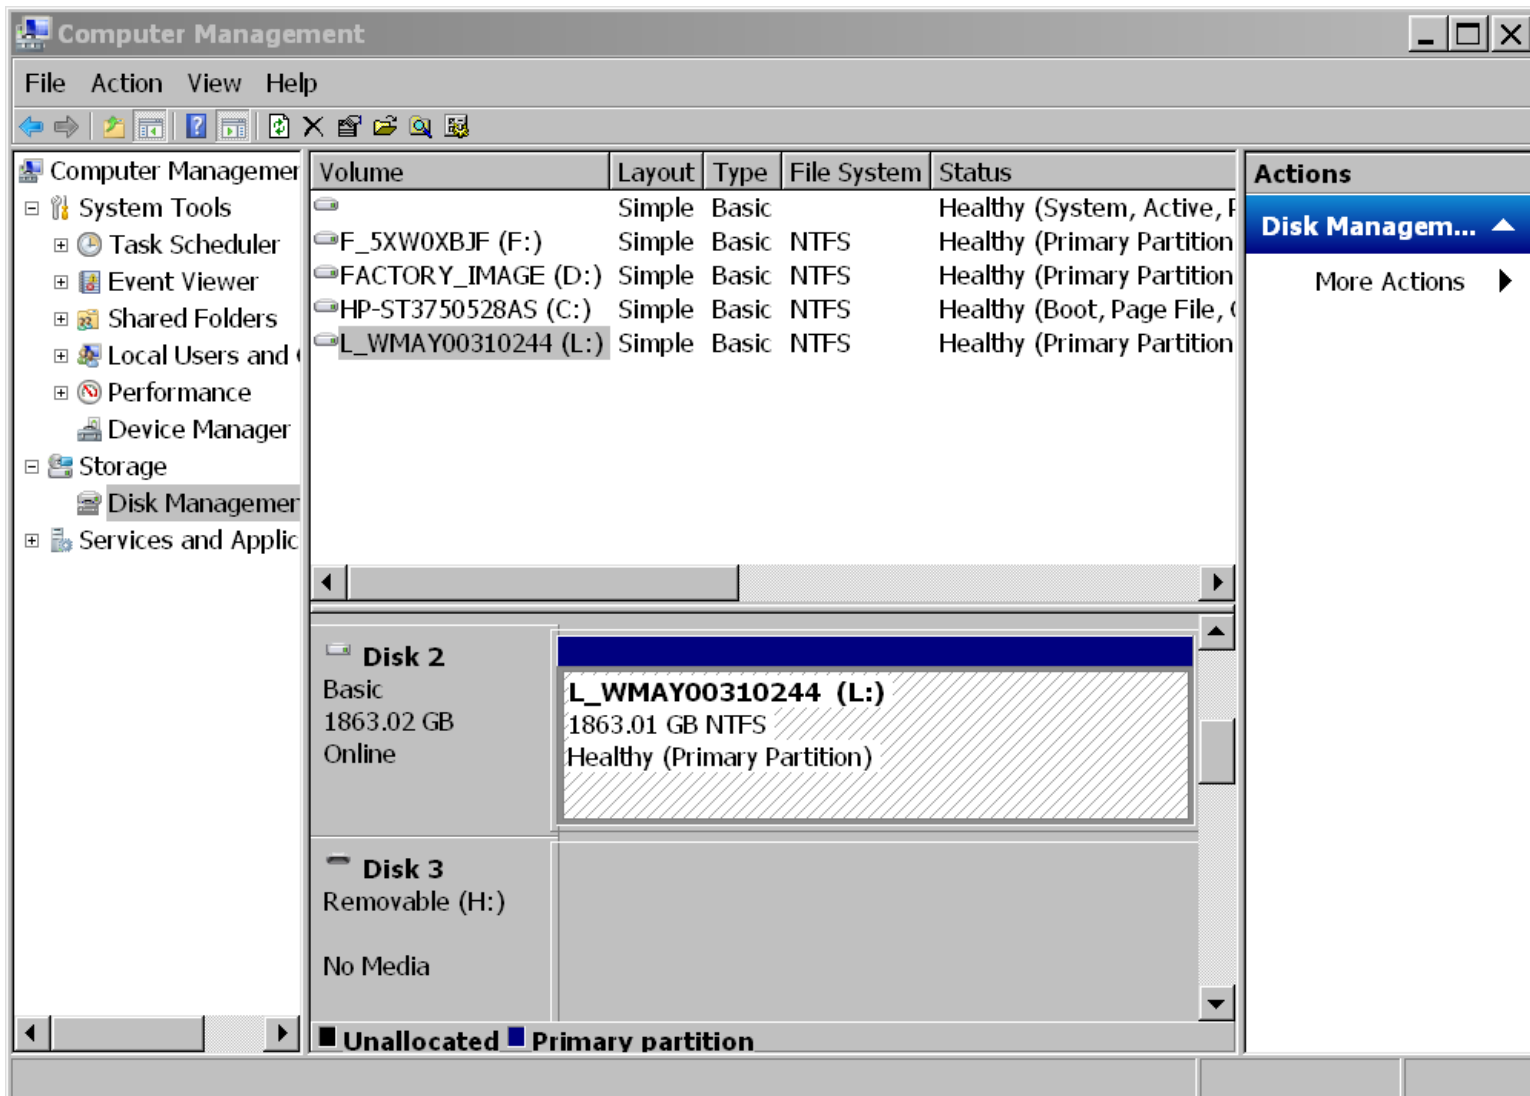 Computer Management
File Action View Help
Computer Managemen
System Tools
Task Scheduler
Event Viewer
Shared Folders
Local Users and
Performance
Device Manager
Storage
Disk Managemen
Services and Applic
Volume Layout Type File System Status
Simple Basic Healthy (System, Active, P
F_5XW0XBJF (F:) Simple Basic NTFS Healthy (Primary Partition
FACTORY_IMAGE (D:) Simple Basic NTFS Healthy (Primary Partition
HP-ST3750528AS (C:) Simple Basic NTFS Healthy (Boot, Page File, C
L_WMAY00310244 (L:) Simple Basic NTFS Healthy (Primary Partition
Disk 2
Basic
1863.02 GB
Online
L_WMAY00310244 (L:)
1863.01 GB NTFS
Healthy (Primary Partition)
Disk 3
Removable (H:)
No Media
Unallocated Primary partition
Actions
Disk Managem...
More Actions